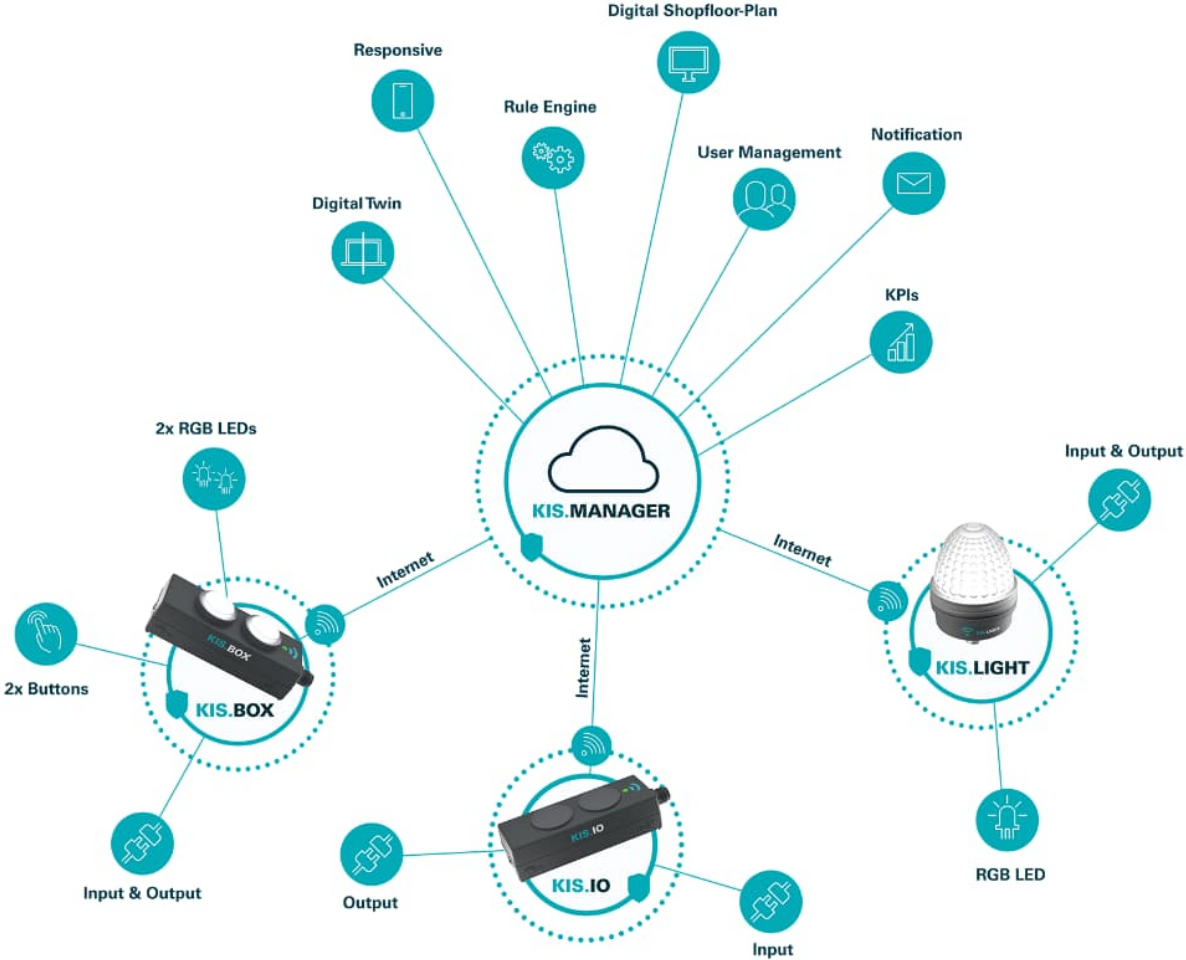 Digital Shopfloor-Plan
Responsive
Rule Engine
Notification
User Management
Digital Twin
KPIs
2x RGB LEDs
Input & Output
KIS.MANAGER
Internet
Internet
Internet
KIS.BOX
KIS.LIGHT
KIS.LIGHT
2x Buttons
KIS.BOX
KIS.IO
RGB LED
KIS.IO
Input & Output
Output
Input